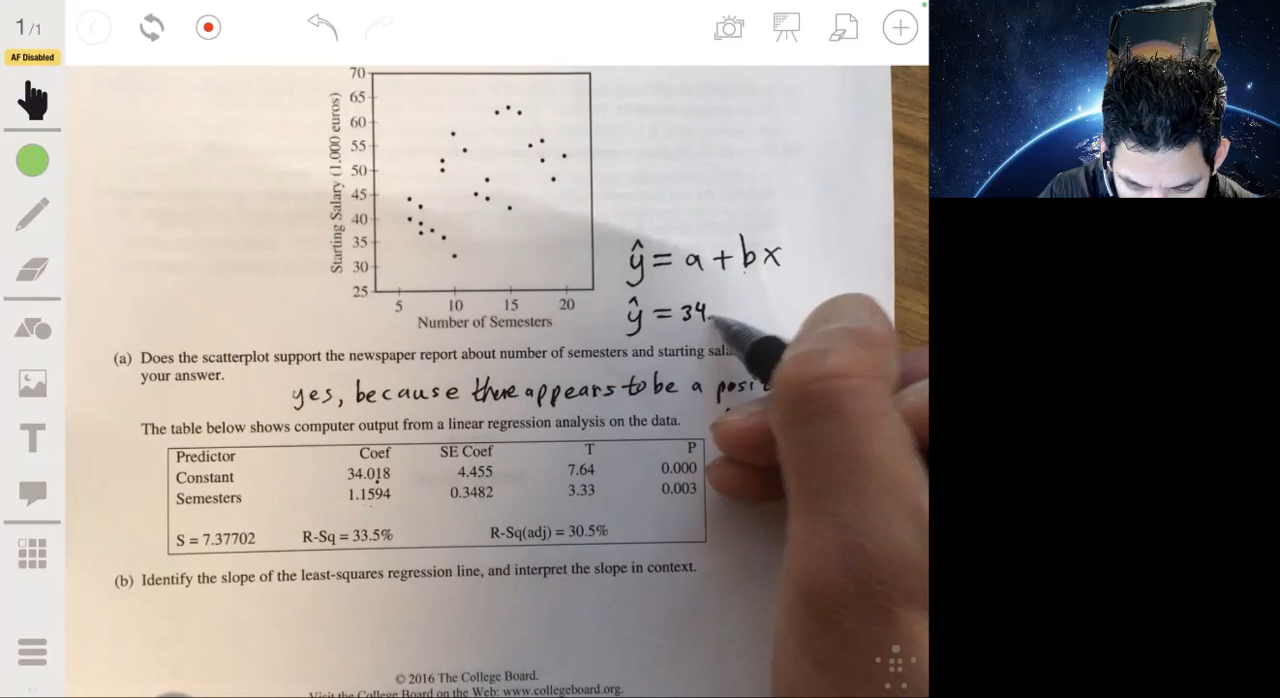 1/1
AF Disabled
70
65
60
55
50
45
40
35
30
25
Starting Salary (1,000 euros)
5 10 15 20
Number of Semesters
ŷ = a + bx
ŷ = 34.
(a) Does the scatterplot support the newspaper report about number of semesters and starting
your answer.
yes, because there appears to be a
The table below shows computer output from a linear regression analysis on the data.
Predictor Coef SE Coef T P
Constant 34.018 4.455 7.64 0.000
Semesters 1.1594 0.3482 3.33 0.003
S = 7.37702 R-Sq = 33.5% R-Sq(adj) = 30.5%
(b) Identify the slope of the least-squares regression line, and interpret the slope in context.
© 2016 The College Board.
Visit the College Board on the Web: www.collegeboard.org.
T